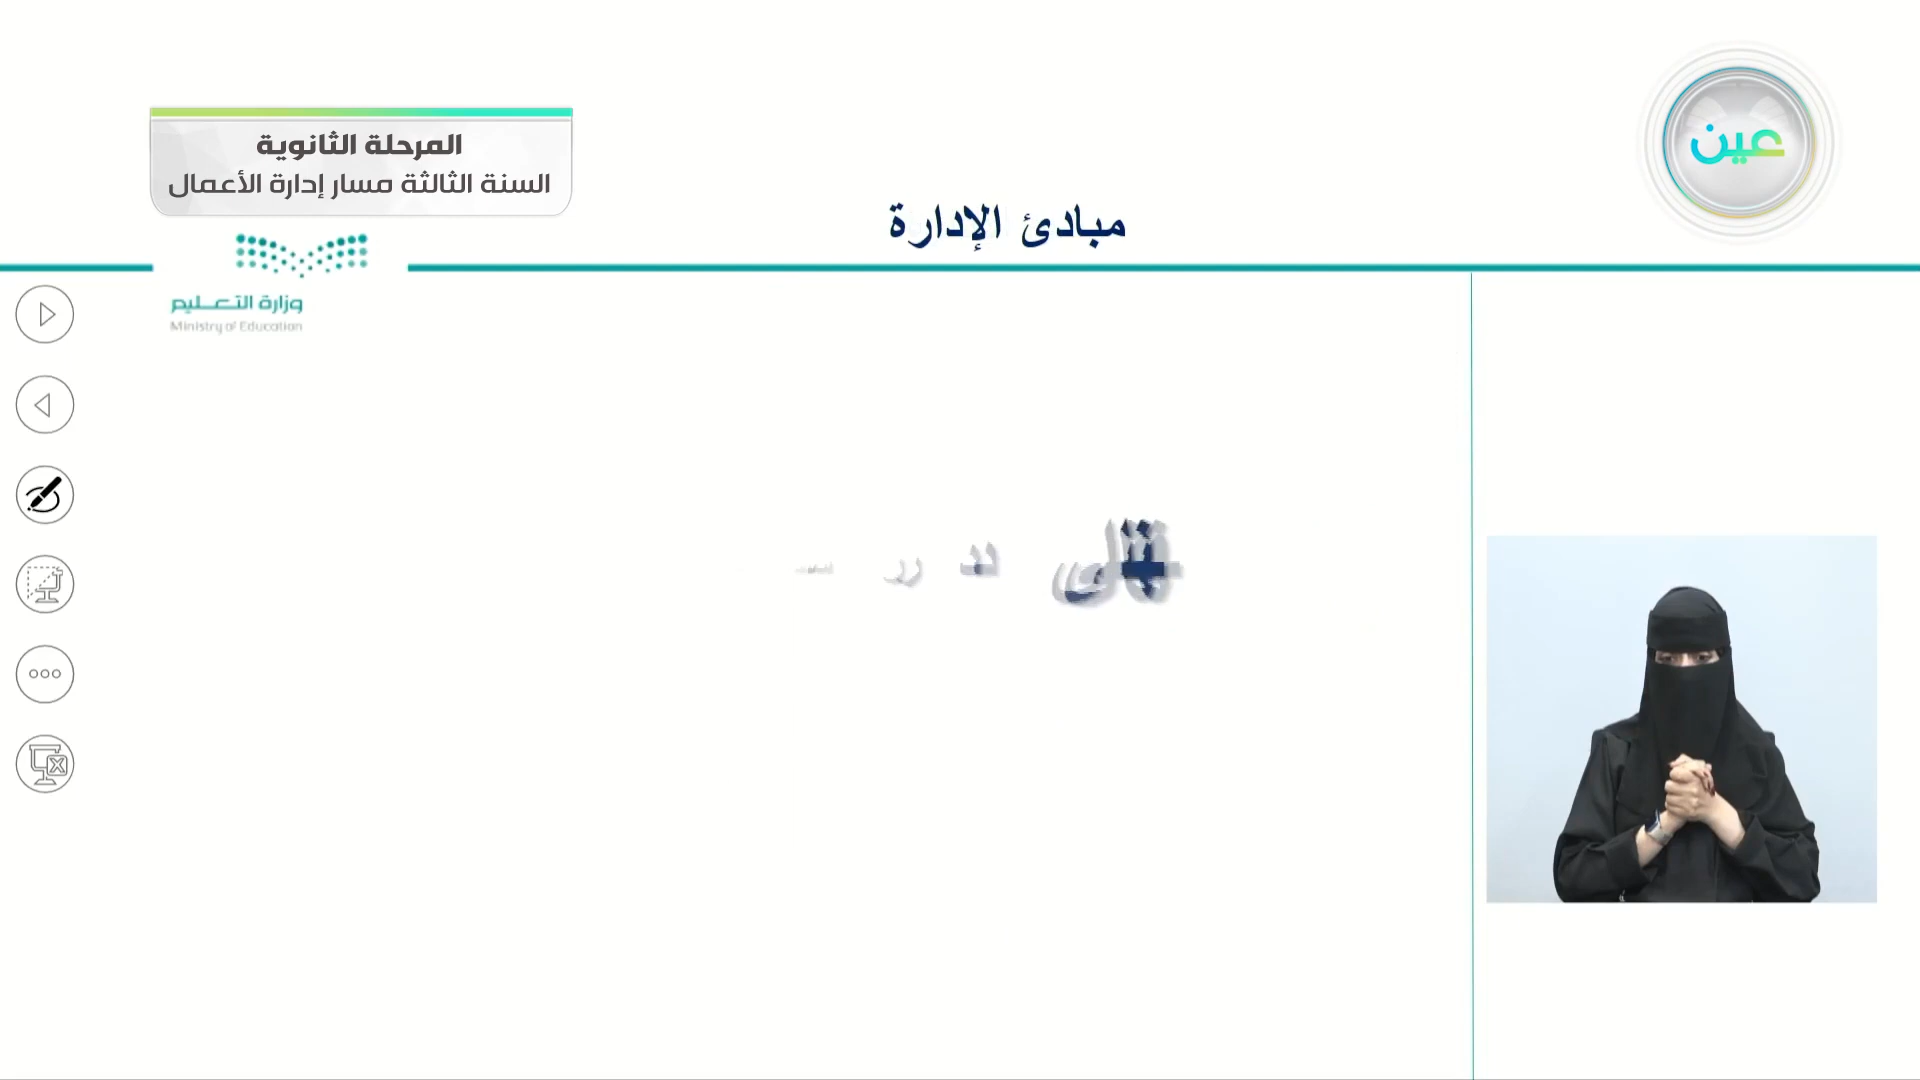 المرحلة الثانوية
السنة الثالثة مسار إدارة الأعمال
عين
مبادئ الإدارة
وزارة التعليم
Ministry of Education